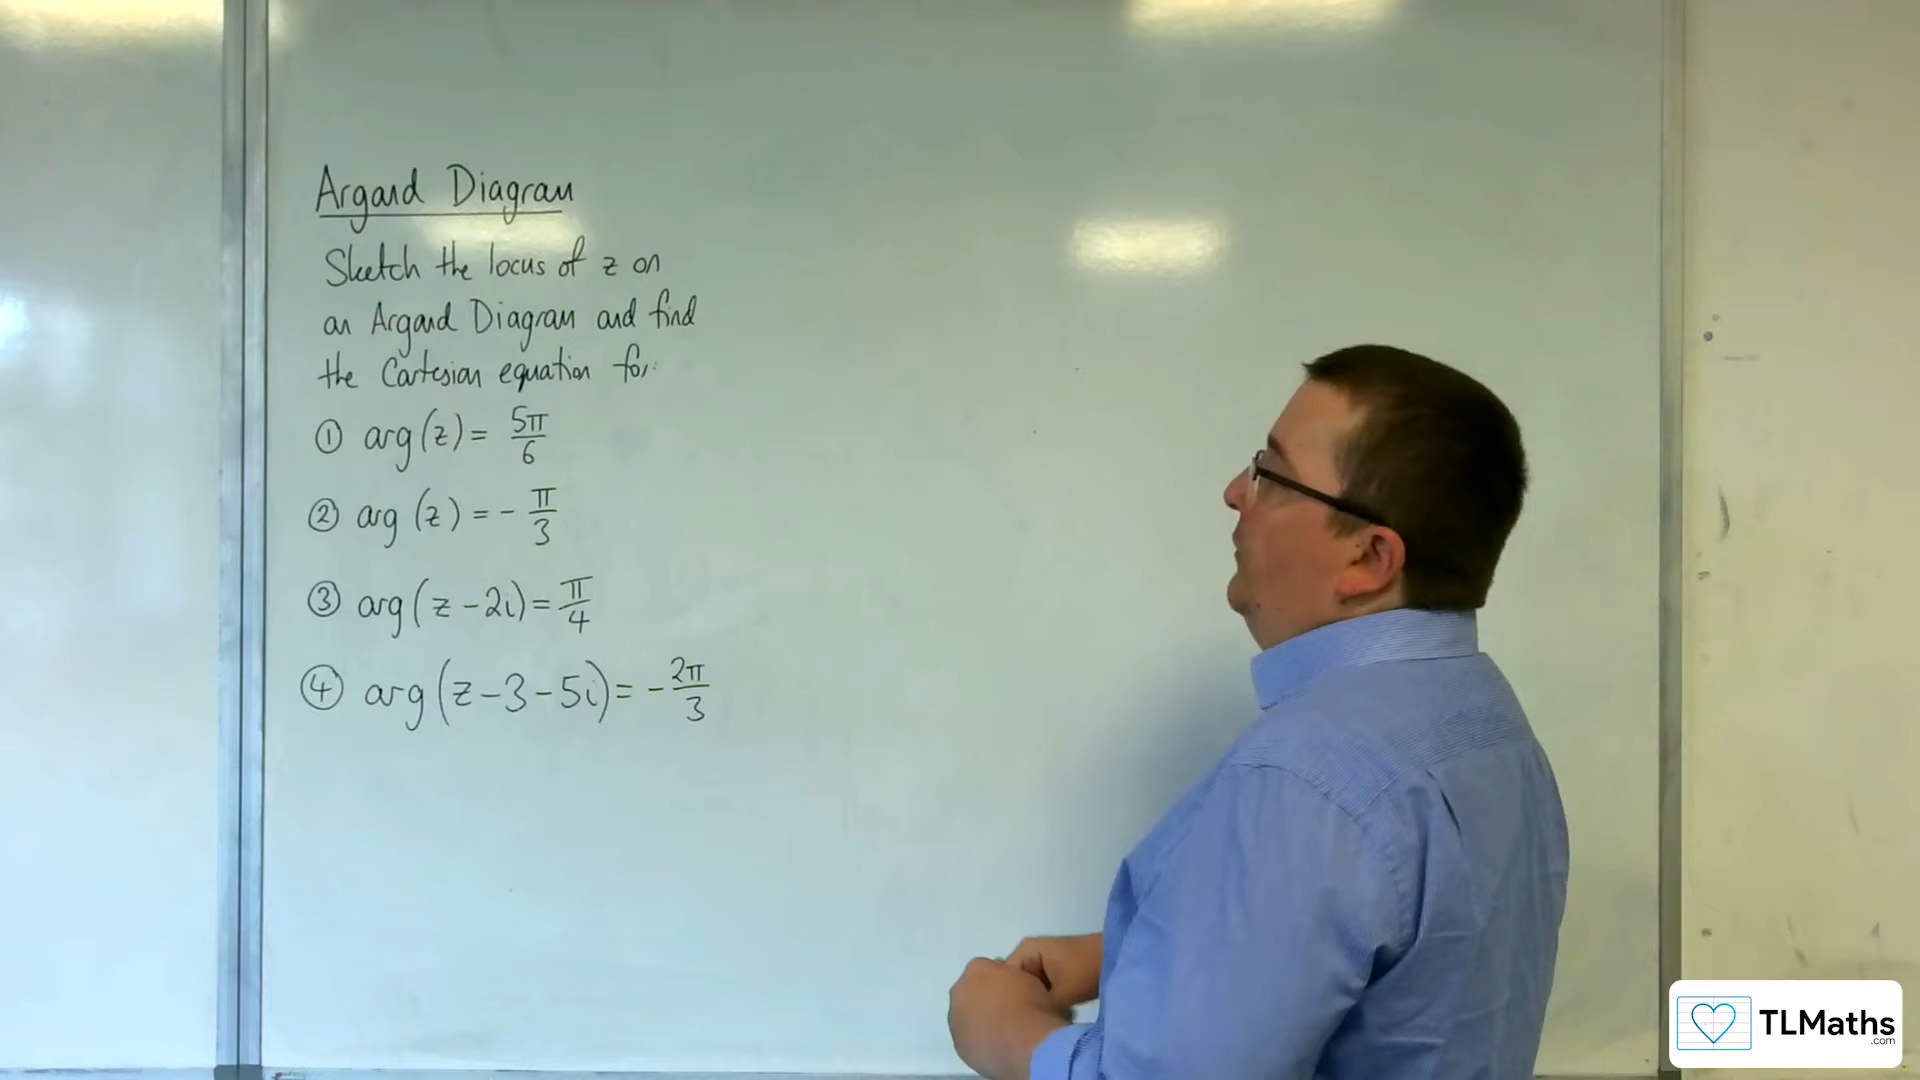 Argand Diagram
Sketch the locus of z on
an Argand Diagram and find
the Cartesian equation for:
① arg(z) = 5π/6
② arg(z) = -π/3
③ arg(z-2i) = π/4
④ arg(z-3-5i) = -2π/3
TLMaths
.com